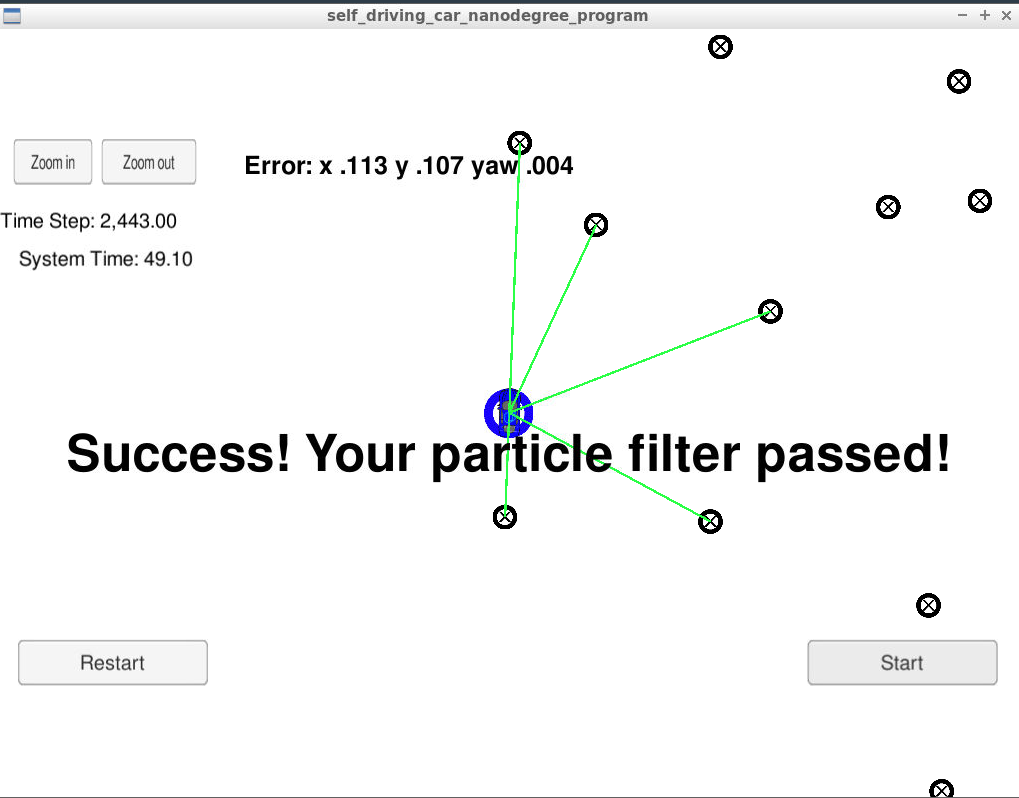 self_driving_car_nanodegree_program
Zoom in
Zoom out
Error: x .113 y .107 yaw .004
Time Step: 2,443.00
System Time: 49.10
Success! Your particle filter passed!
Restart
Start